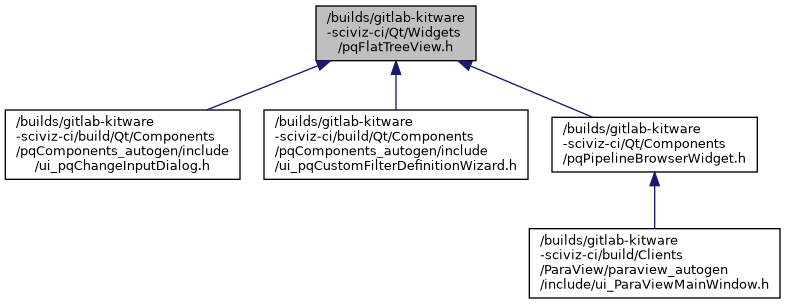 /builds/gitlab-kitware
-sciviz-ci/Qt/Widgets
/pqFlatTreeView.h
/builds/gitlab-kitware
-sciviz-ci/build/Qt/Components
/pqComponents_autogen/include
/ui_pqChangeInputDialog.h
/builds/gitlab-kitware
-sciviz-ci/build/Qt/Components
/pqComponents_autogen/include
/ui_pqCustomFilterDefinitionWizard.h
/builds/gitlab-kitware
-sciviz-ci/Qt/Components
/pqPipelineBrowserWidget.h
/builds/gitlab-kitware
-sciviz-ci/build/Clients
/ParaView/paraview_autogen
/include/ui_ParaViewMainWindow.h